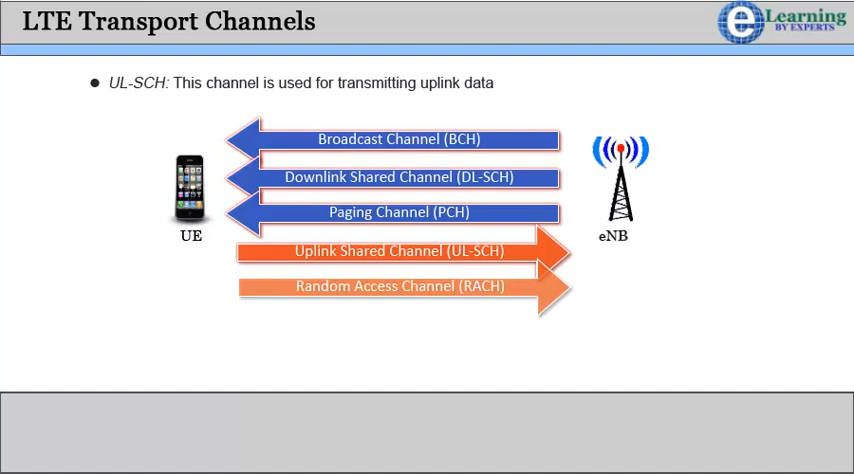 LTE Transport Channels
eLearning
BY EXPERTS
UL-SCH: This channel is used for transmitting uplink data
Broadcast Channel (BCH)
Downlink Shared Channel (DL-SCH)
Paging Channel (PCH)
UE
eNB
Uplink Shared Channel (UL-SCH)
Random Access Channel (RACH)